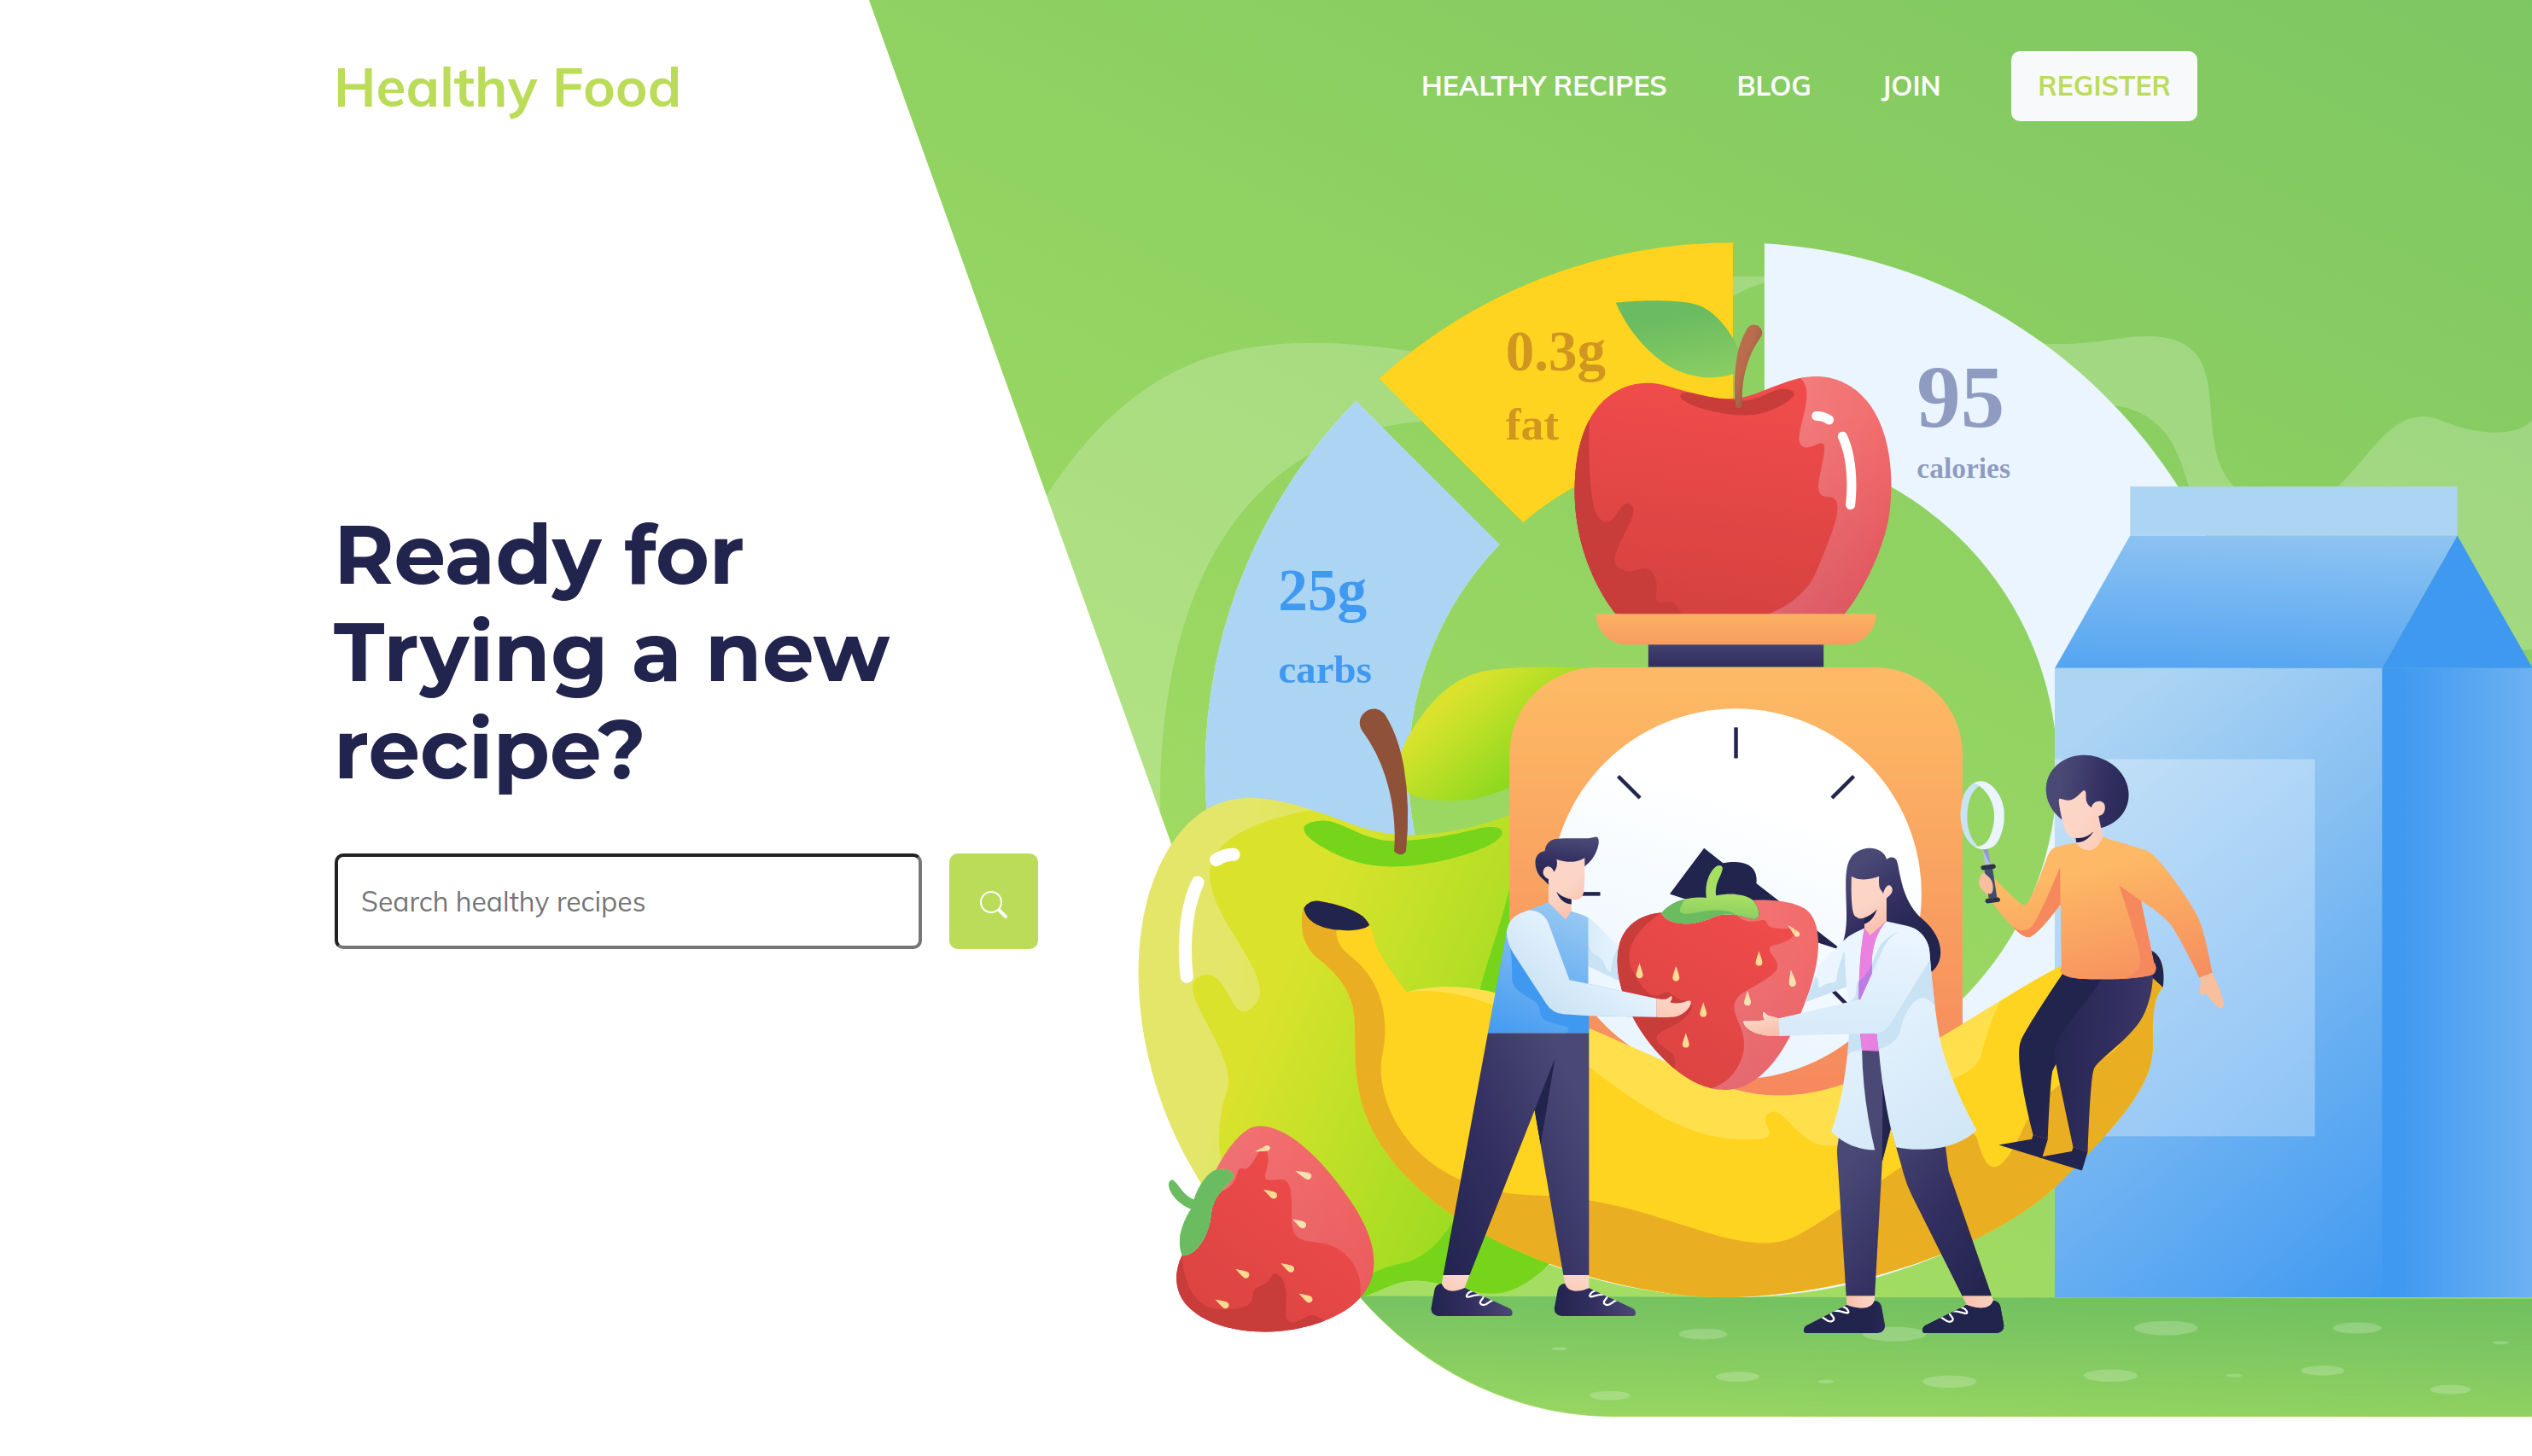 Healthy Food
HEALTHY RECIPES
BLOG
JOIN
REGISTER
Ready for
Trying a new
recipe?
Search healthy recipes
0.3g
fat
95
calories
25g
carbs